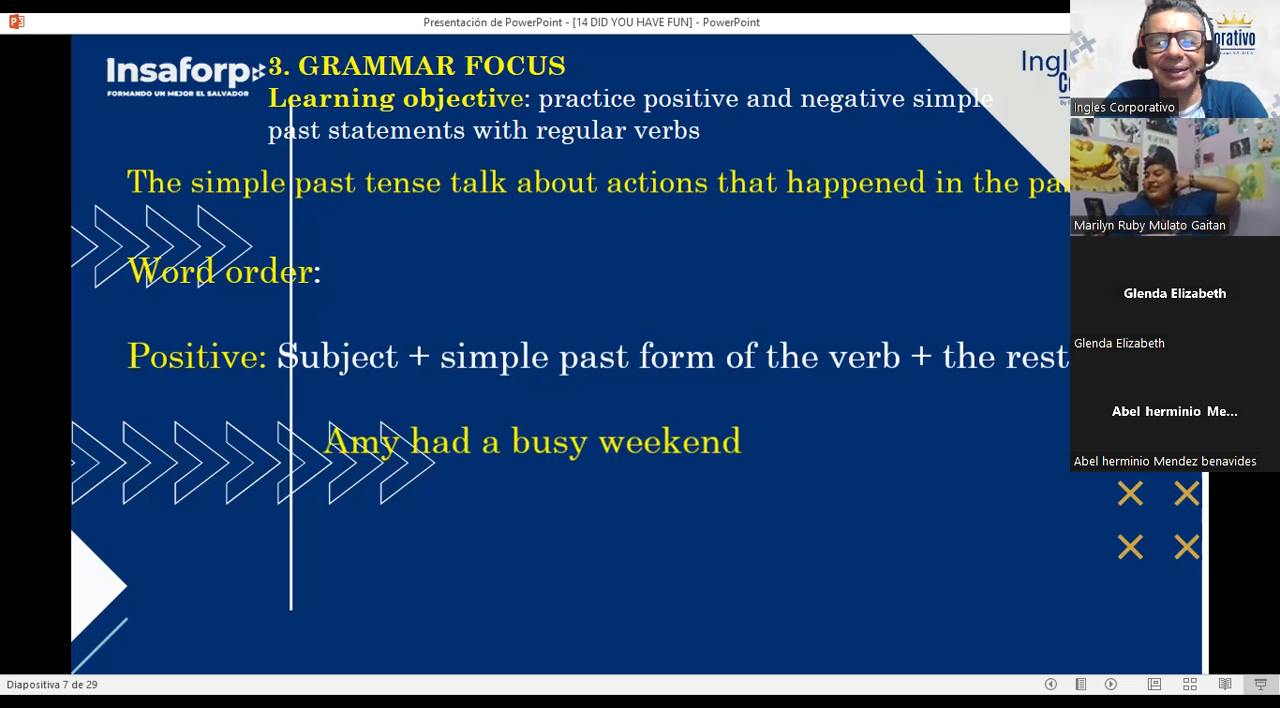 Presentación de PowerPoint - [14 DID YOU HAVE FUN] - PowerPoint
Insaforp
FORMANDO UN MEJOR EL SALVADOR
3. GRAMMAR FOCUS
Learning objective: practice positive and negative simple
past statements with regular verbs
The simple past tense talk about actions that happened in the pa
Word order:
Positive: Subject + simple past form of the verb + the rest
Amy had a busy weekend
Ingles Corporativo
Marilyn Ruby Mulato Gaitan
Glenda Elizabeth
Glenda Elizabeth
Abel herminio Me...
Abel herminio Mendez benavides
Diapositiva 7 de 29